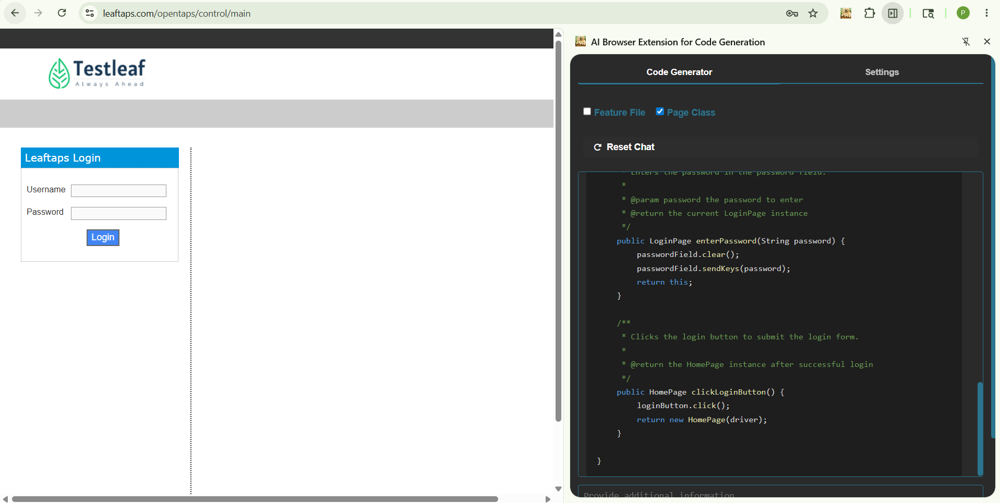 leaftaps.com/opentaps/control/main
P
Testleaf
Always Ahead
Leaftaps Login
Username
Password
Login
AI Browser Extension for Code Generation
Code Generator
Settings
Feature File
Page Class
Reset Chat
* Enters the password in the password field.
*
* @param password the password to enter
* @return the current LoginPage instance
*/
public LoginPage enterPassword(String password) {
passwordField.clear();
passwordField.sendKeys(password);
return this;
}
/**
* Clicks the login button to submit the login form.
*
* @return the HomePage instance after successful login
*/
public HomePage clickLoginButton() {
loginButton.click();
return new HomePage(driver);
}
}
Provide additional information